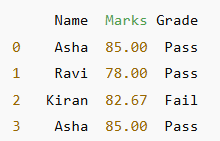 Name Marks Grade
0 Asha 85.00 Pass
1 Ravi 78.00 Pass
2 Kiran 82.67 Fail
3 Asha 85.00 Pass